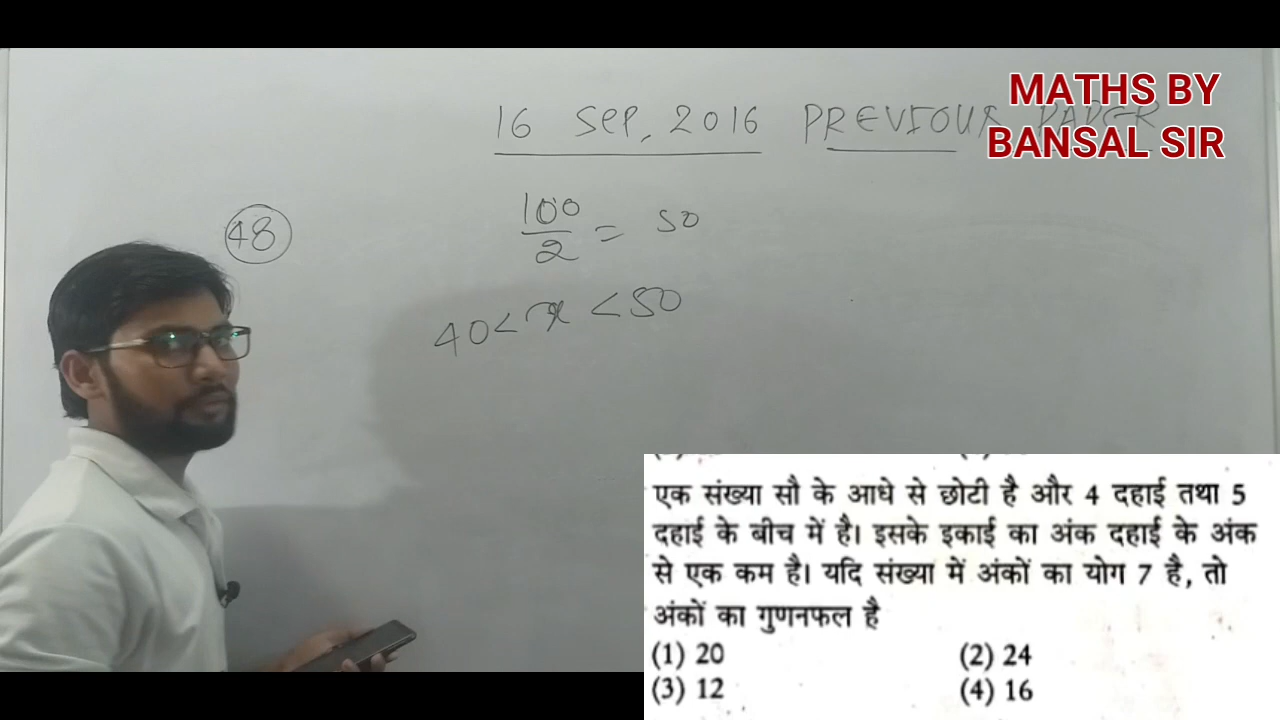 MATHS BY
BANSAL SIR
16 Sep, 2016 PREVIOUS PAPER
48
100
2
= 50
40 < x < 50
एक संख्या सौ के आधे से छोटी है और 4 दहाई तथा 5
दहाई के बीच में है। इसके इकाई का अंक दहाई के अंक
से एक कम है। यदि संख्या में अंकों का योग 7 है, तो
अंकों का गुणनफल है
(1) 20 (2) 24
(3) 12 (4) 16